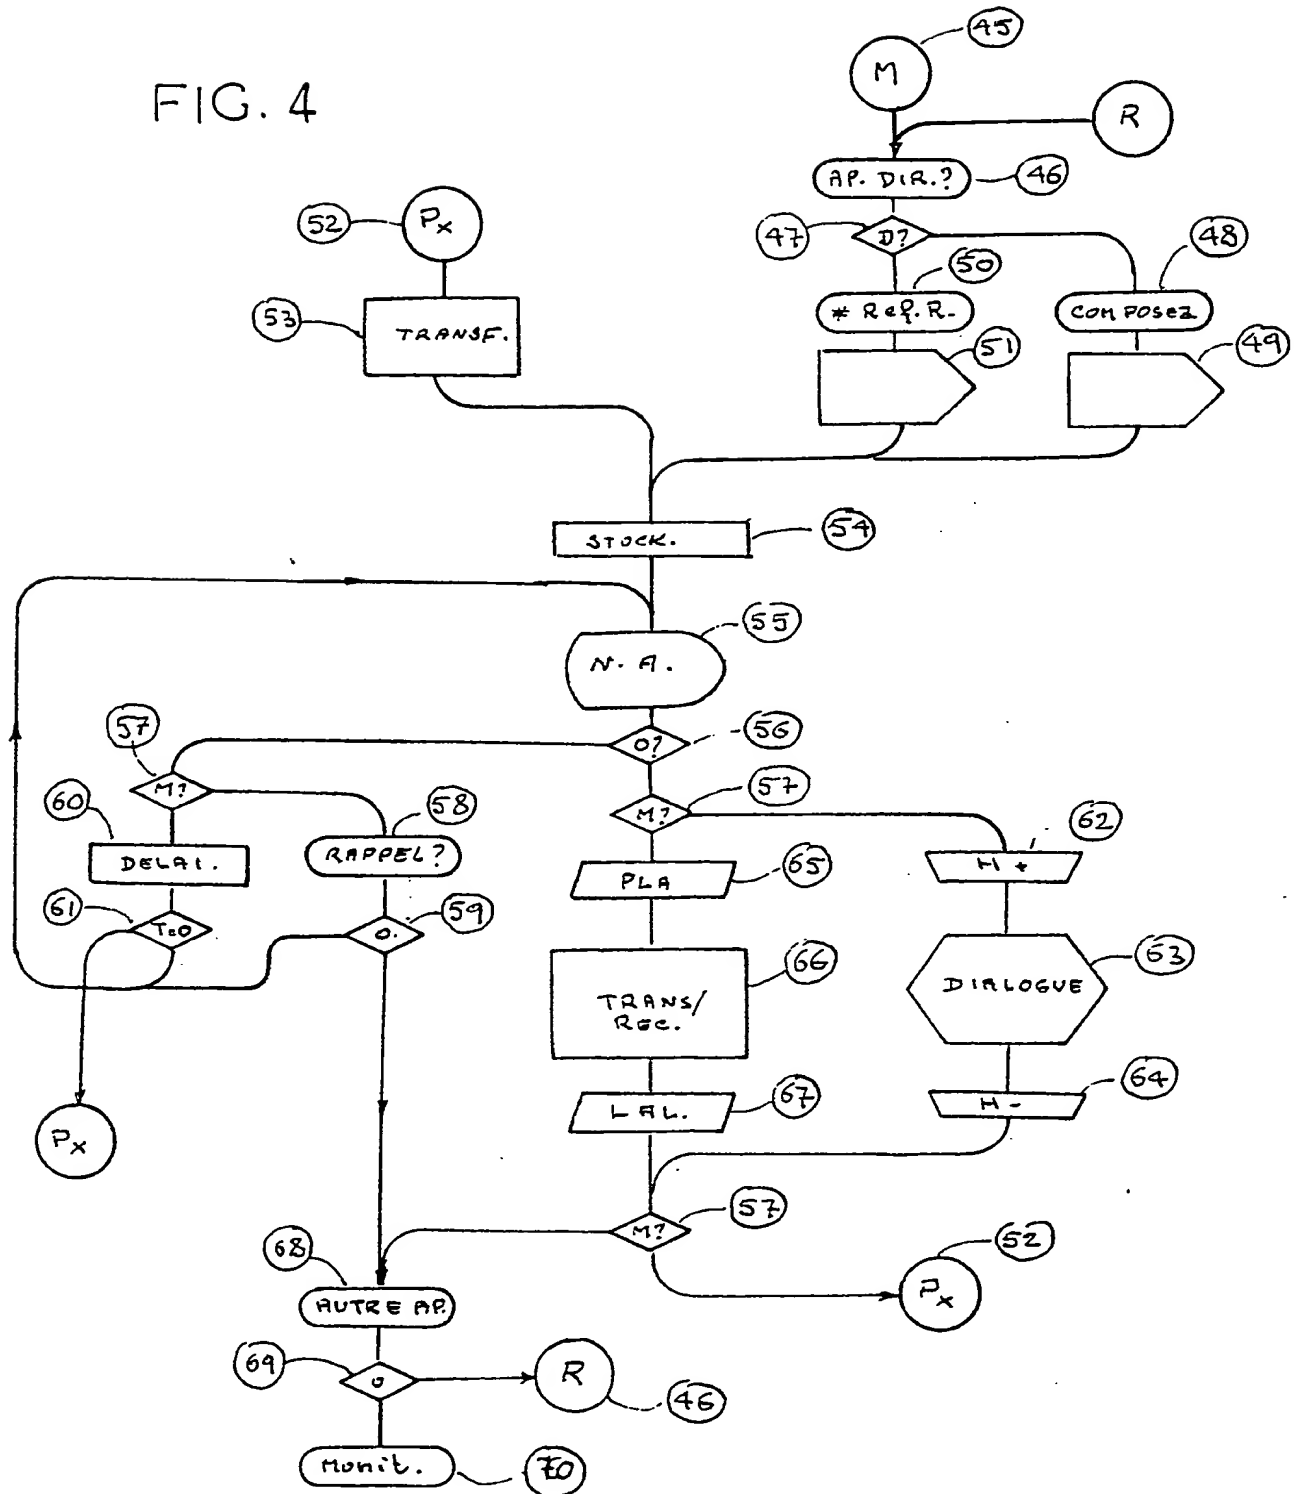 FIG. 4
45
M
R
AP. DIR.?
46
52
Px
47
D?
48
50
53
TRANSF.
* Ref. R.
COMPOSEZ
51
49
STOCK.
54
55
N. A.
57
O?
56
M?
57
60
58
M?
62
DELAI.
RAPPEL?
H +
PLA
65
61
T=0
59
O.
66
63
TRANS/
REC.
DIALOGUE
64
LAL.
67
H -
Px
57
M?
52
68
Px
AUTRE AP.
69
O
R
46
Monit.
70